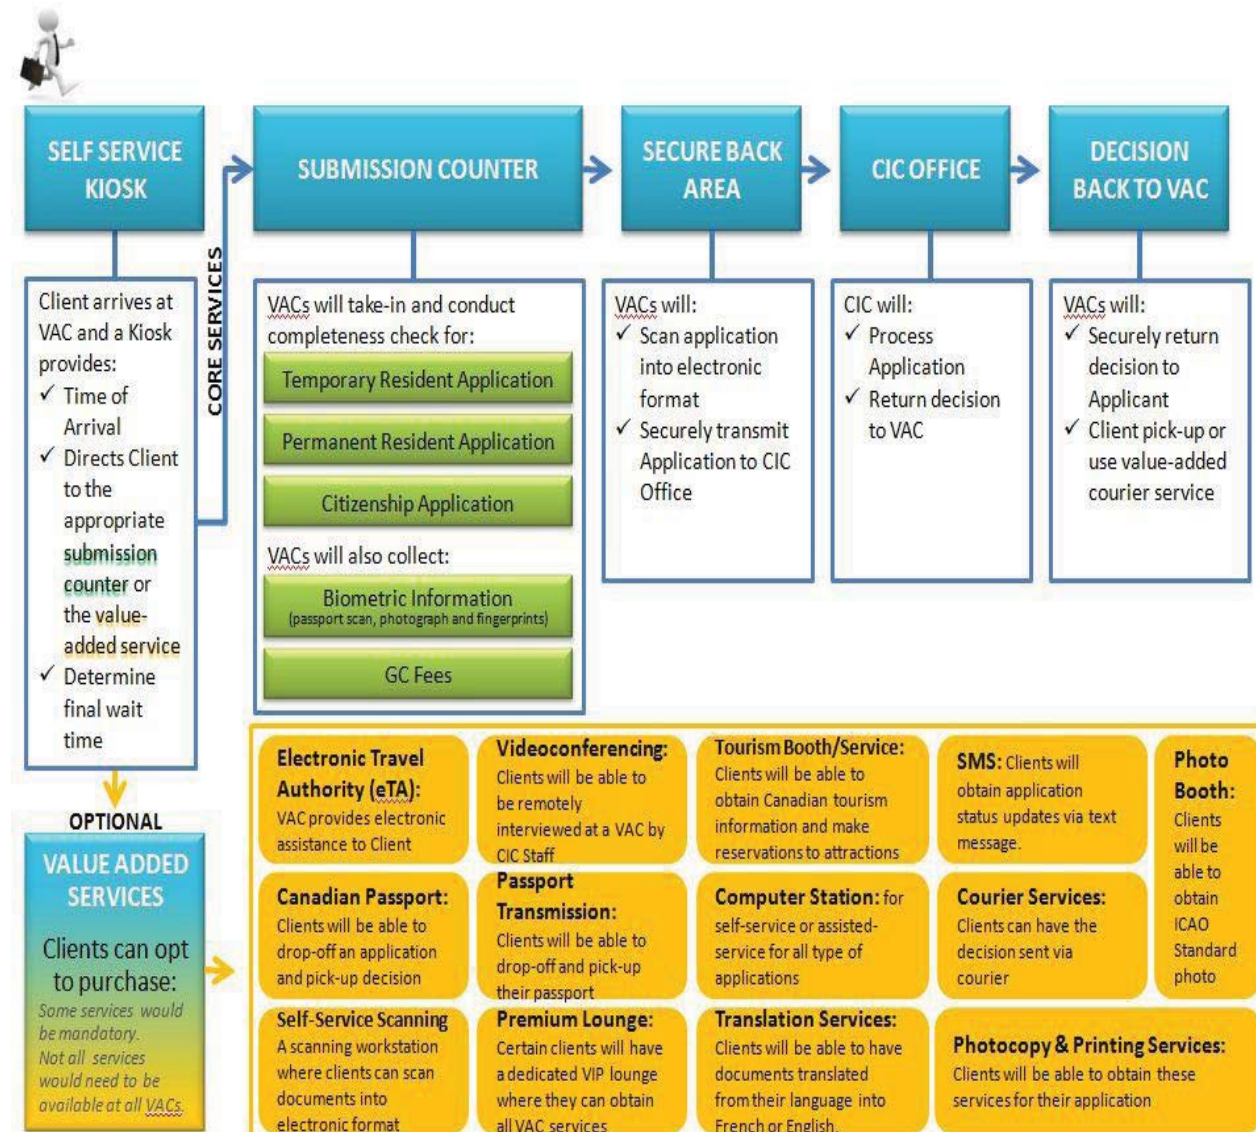 SELF SERVICE
KIOSK
SUBMISSION COUNTER
SECURE BACK
AREA
CIC OFFICE
DECISION
BACK TO VAC
CORE SERVICES
Client arrives at
VAC and a Kiosk
provides:
✓ Time of
Arrival
✓ Directs Client
to the
appropriate
submission
counter or
the value-
added service
✓ Determine
final wait
time
VACs will take-in and conduct
completeness check for:
Temporary Resident Application
Permanent Resident Application
Citizenship Application
VACs will also collect:
Biometric Information
(passport scan, photograph and fingerprints)
GC Fees
VACs will:
✓ Scan application
into electronic
format
✓ Securely transmit
Application to CIC
Office
CIC will:
✓ Process
Application
✓ Return decision
to VAC
VACs will:
✓ Securely return
decision to
Applicant
✓ Client pick-up or
use value-added
courier service
OPTIONAL
VALUE ADDED
SERVICES
Clients can opt
to purchase:
Some services would
be mandatory.
Not all services
would need to be
available at all VACs.
Electronic Travel
Authority (eTA):
VAC provides electronic
assistance to Client
Videoconferencing:
Clients will be able to
be remotely
interviewed at a VAC by
CIC Staff
Tourism Booth/Service:
Clients will be able to
obtain Canadian tourism
information and make
reservations to attractions
SMS: Clients will
obtain application
status updates via text
message.
Photo
Booth:
Clients
will be
able to
obtain
ICAO
Standard
photo
Canadian Passport:
Clients will be able to
drop-off an application
and pick-up decision
Passport
Transmission:
Clients will be able to
drop-off and pick-up
their passport
Computer Station: for
self-service or assisted-
service for all type of
applications
Courier Services:
Clients can have the
decision sent via
courier
Self-Service Scanning
A scanning workstation
where clients can scan
documents into
electronic format
Premium Lounge:
Certain clients will have
a dedicated VIP lounge
where they can obtain
all VAC services
Translation Services:
Clients will be able to have
documents translated
from their language into
French or English.
Photocopy & Printing Services:
Clients will be able to obtain these
services for their application